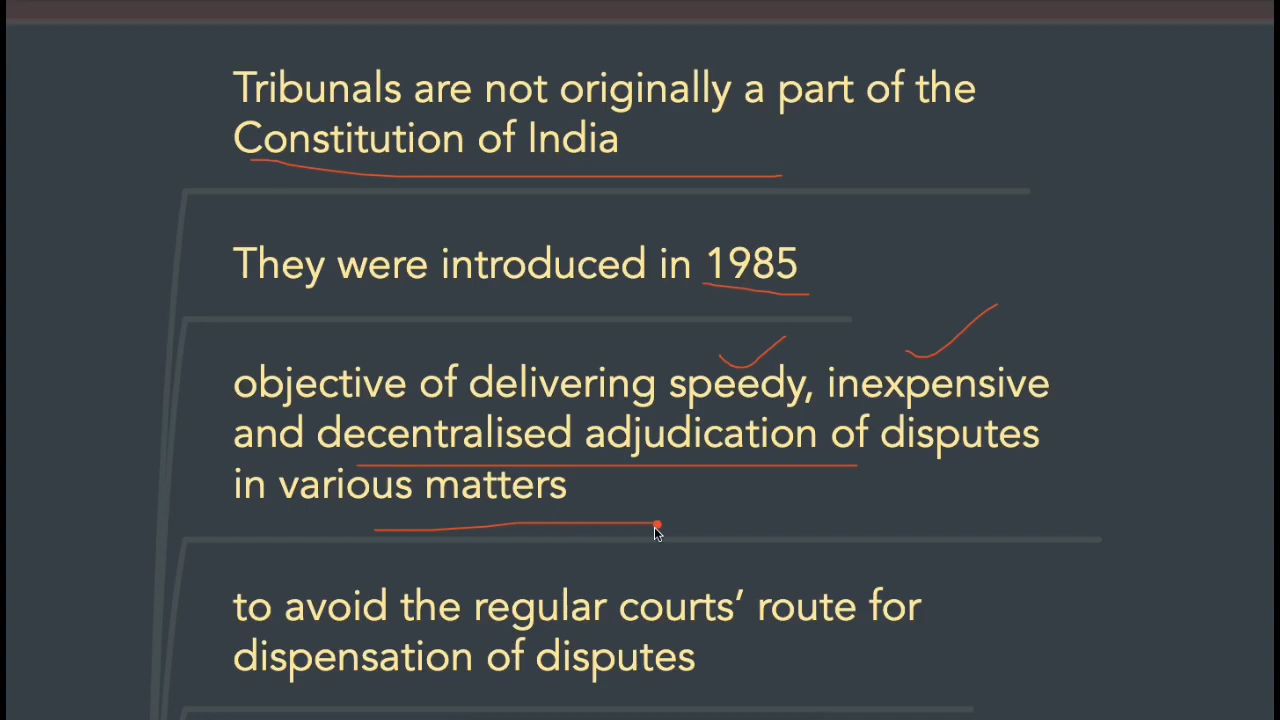 Tribunals are not originally a part of the
Constitution of India
They were introduced in 1985
objective of delivering speedy, inexpensive
and decentralised adjudication of disputes
in various matters
to avoid the regular courts’ route for
dispensation of disputes